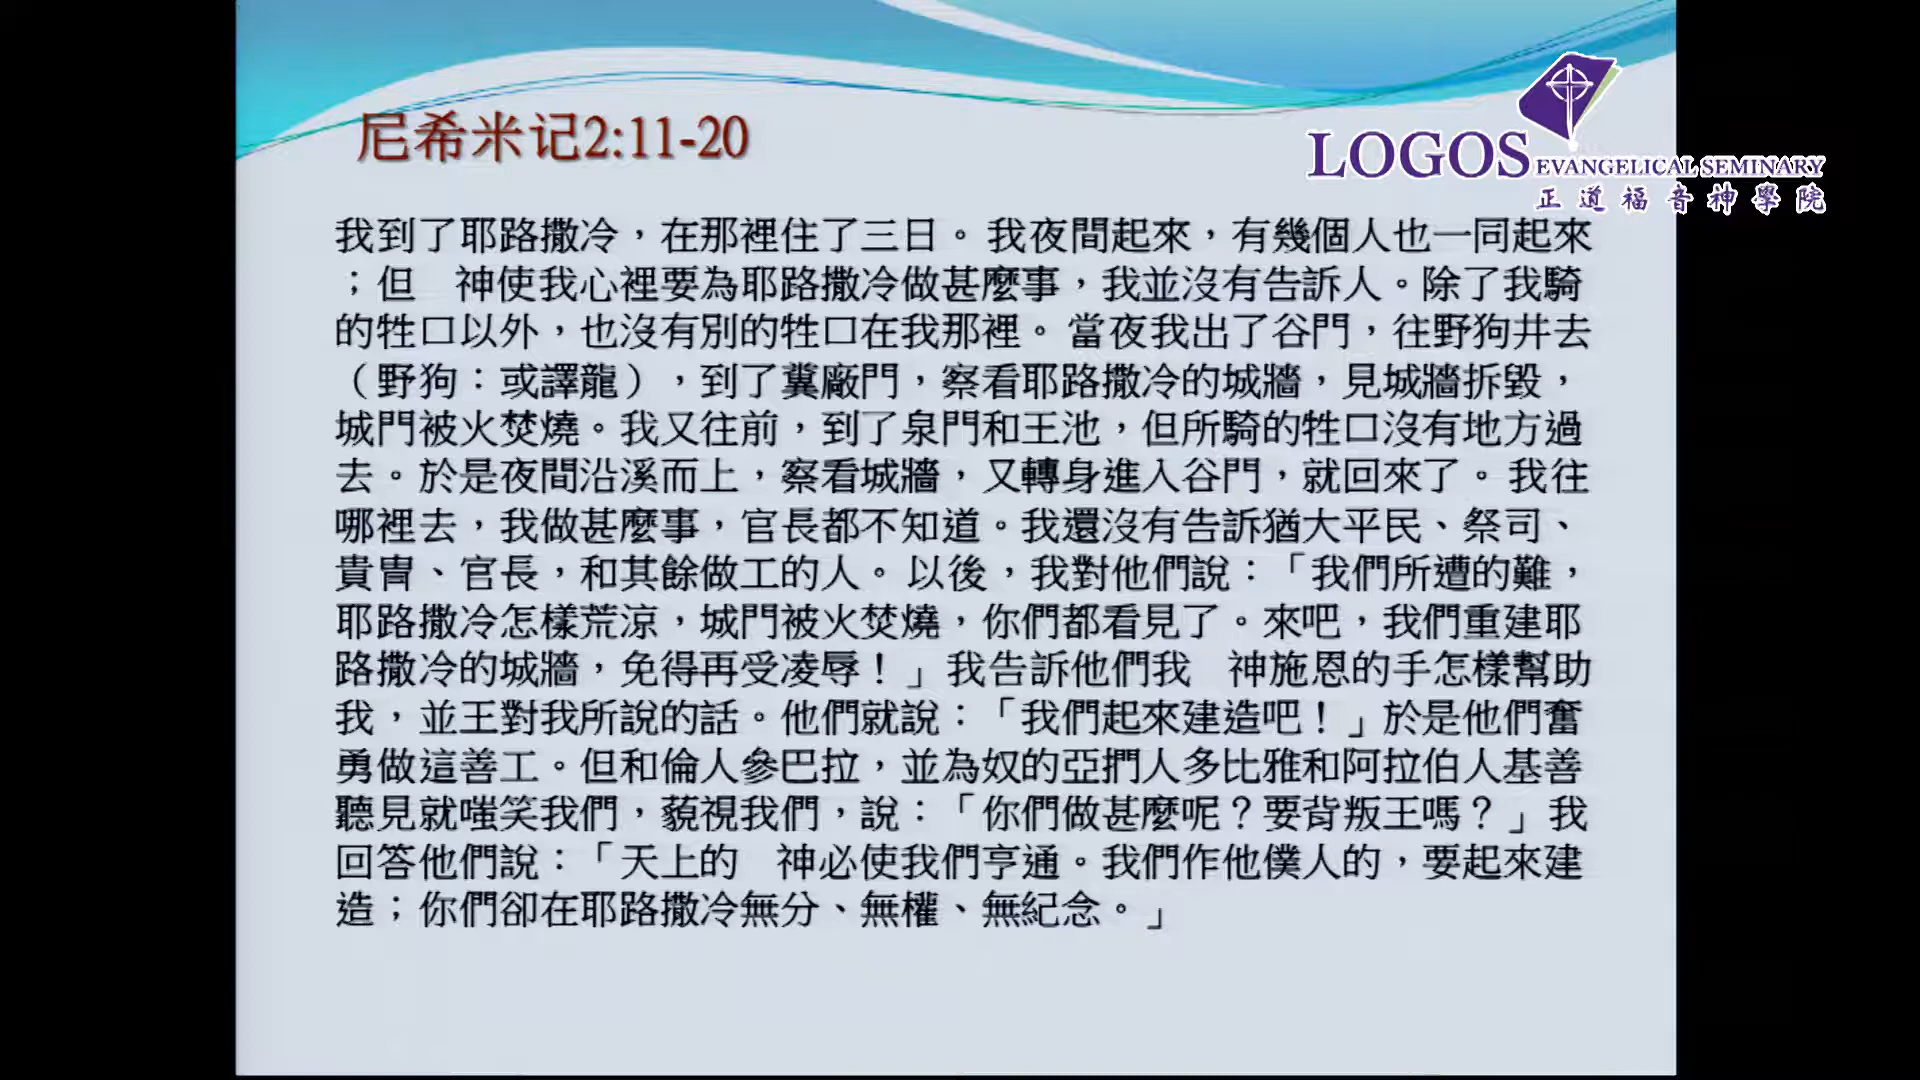 尼希米记2:11-20
LOGOS EVANGELICAL SEMINARY
正道福音神學院
我到了耶路撒冷，在那裡住了三日。 我夜間起來，有幾個人也一同起來
；但　神使我心裡要為耶路撒冷做甚麼事，我並沒有告訴人。除了我騎
的牲口以外，也沒有別的牲口在我那裡。 當夜我出了谷門，往野狗井去
（野狗：或譯龍），到了糞廠門，察看耶路撒冷的城牆，見城牆拆毀，
城門被火焚燒。我又往前，到了泉門和王池，但所騎的牲口沒有地方過
去。於是夜間沿溪而上，察看城牆，又轉身進入谷門，就回來了。 我往
哪裡去，我做甚麼事，官長都不知道。我還沒有告訴猶大平民、祭司、
貴冑、官長，和其餘做工的人。 以後，我對他們說：「我們所遭的難，
耶路撒冷怎樣荒涼，城門被火焚燒，你們都看見了。來吧，我們重建耶
路撒冷的城牆，免得再受凌辱！」我告訴他們我　神施恩的手怎樣幫助
我，並王對我所說的話。他們就說：「我們起來建造吧！」於是他們奮
勇做這善工。但和倫人參巴拉，並為奴的亞捫人多比雅和阿拉伯人基善
聽見就嗤笑我們，藐視我們，說：「你們做甚麼呢？要背叛王嗎？」我
回答他們說：「天上的　神必使我們亨通。我們作他僕人的，要起來建
造；你們卻在耶路撒冷無分、無權、無紀念。」